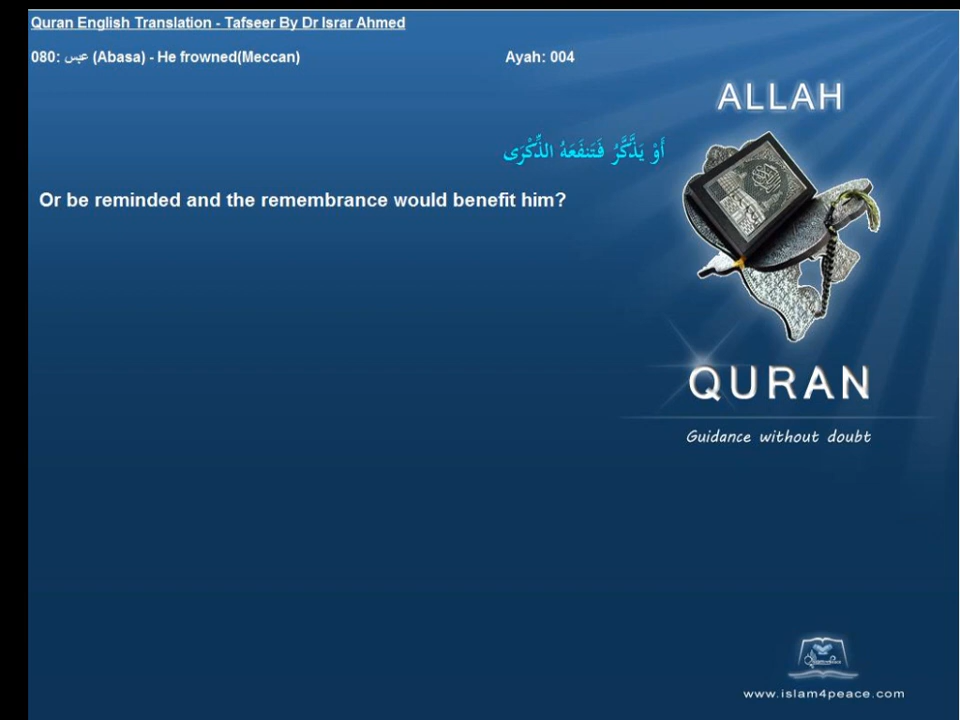 Quran English Translation - Tafseer By Dr Israr Ahmed
080: عبس (Abasa) - He frowned(Meccan) Ayah: 004
ALLAH
أَوْ يَذَّكَّرُ فَتَنفَعَهُ الذِّكْرَى
Or be reminded and the remembrance would benefit him?
QURAN
Guidance without doubt
www.islam4peace.com